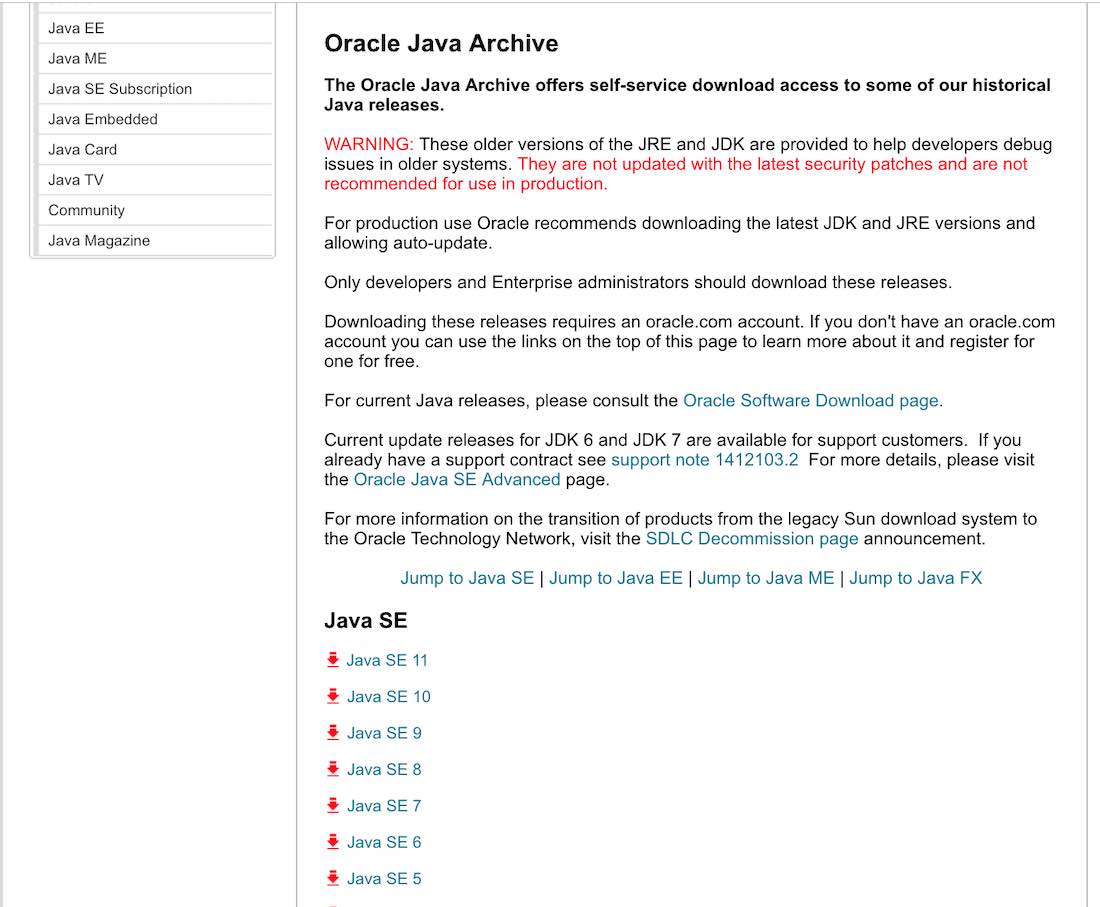 Java EE
Java ME
Java SE Subscription
Java Embedded
Java Card
Java TV
Community
Java Magazine
Oracle Java Archive
The Oracle Java Archive offers self-service download access to some of our historical
Java releases.
WARNING: These older versions of the JRE and JDK are provided to help developers debug
issues in older systems. They are not updated with the latest security patches and are not
recommended for use in production.
For production use Oracle recommends downloading the latest JDK and JRE versions and
allowing auto-update.
Only developers and Enterprise administrators should download these releases.
Downloading these releases requires an oracle.com account. If you don't have an oracle.com
account you can use the links on the top of this page to learn more about it and register for
one for free.
For current Java releases, please consult the Oracle Software Download page.
Current update releases for JDK 6 and JDK 7 are available for support customers.  If you
already have a support contract see support note 1412103.2  For more details, please visit
the Oracle Java SE Advanced page.
For more information on the transition of products from the legacy Sun download system to
the Oracle Technology Network, visit the SDLC Decommission page announcement.
Jump to Java SE | Jump to Java EE | Jump to Java ME | Jump to Java FX
Java SE
Java SE 11
Java SE 10
Java SE 9
Java SE 8
Java SE 7
Java SE 6
Java SE 5